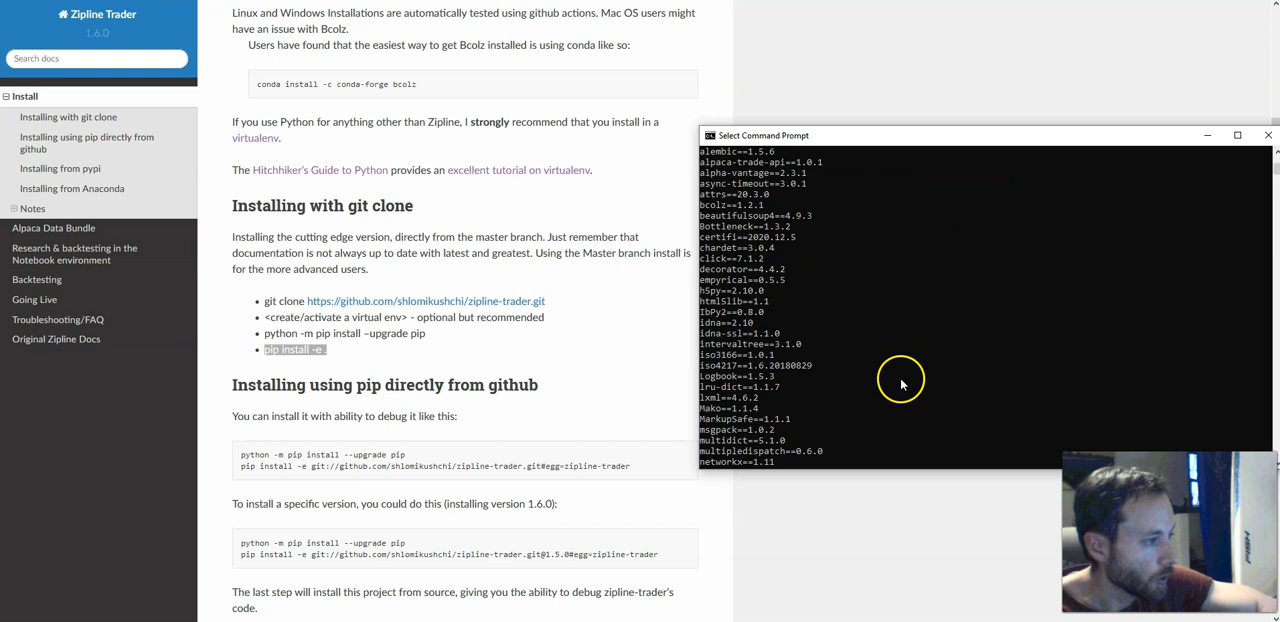 Zipline Trader
1.6.0
Search docs
Install
Installing with git clone
Installing using pip directly from
github
Installing from pypi
Installing from Anaconda
Notes
Alpaca Data Bundle
Research & backtesting in the
Notebook environment
Backtesting
Going Live
Troubleshooting/FAQ
Original Zipline Docs
Linux and Windows Installations are automatically tested using github actions. Mac OS users might
have an issue with Bcolz.
Users have found that the easiest way to get Bcolz installed is using conda like so:
conda install -c conda-forge bcolz
If you use Python for anything other than Zipline, I strongly recommend that you install in a
virtualenv.
The Hitchhiker's Guide to Python provides an excellent tutorial on virtualenv.
Installing with git clone
Installing the cutting edge version, directly from the master branch. Just remember that
documentation is not always up to date with latest and greatest. Using the Master branch install is
for the more advanced users.
• git clone https://github.com/shlomikushchi/zipline-trader.git
• <create/activate a virtual env> - optional but recommended
• python -m pip install –upgrade pip
• pip install -e .
Installing using pip directly from github
You can install it with ability to debug it like this:
python -m pip install --upgrade pip
pip install -e git://github.com/shlomikushchi/zipline-trader.git#egg=zipline-trader
To install a specific version, you could do this (installing version 1.6.0):
python -m pip install --upgrade pip
pip install -e git://github.com/shlomikushchi/zipline-trader.git@1.5.0#egg=zipline-trader
The last step will install this project from source, giving you the ability to debug zipline-trader's
code.
Select Command Prompt
alembic==1.5.6
alpaca-trade-api==1.0.1
alpha-vantage==2.3.1
async-timeout==3.0.1
attrs==20.3.0
bcolz==1.2.1
beautifulsoup4==4.9.3
Bottleneck==1.3.2
certifi==2020.12.5
chardet==3.0.4
click==7.1.2
decorator==4.4.2
empyrical==0.5.5
h5py==2.10.0
html5lib==1.1
IbPy2==0.8.0
idna==2.10
idna-ssl==1.1.0
intervaltree==3.1.0
iso3166==1.0.1
iso4217==1.6.20180829
Logbook==1.5.3
lru-dict==1.1.7
lxml==4.6.2
Mako==1.1.4
MarkupSafe==1.1.1
msgpack==1.0.2
multidict==5.1.0
multipledispatch==0.6.0
networkx==1.11